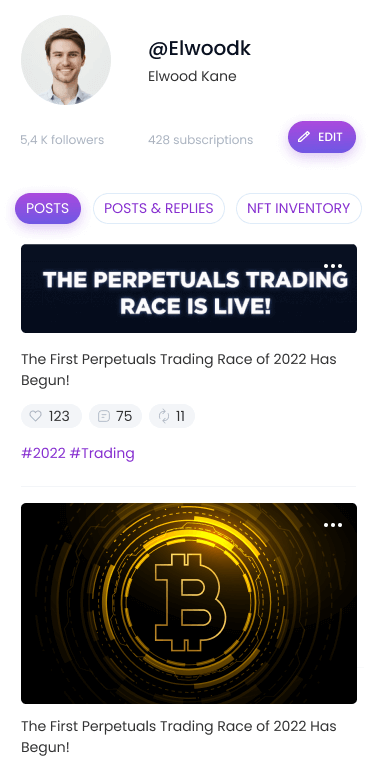 @Elwoodk
Elwood Kane
5,4 K followers
428 subscriptions
EDIT
POSTS
POSTS & REPLIES
NFT INVENTORY
THE PERPETUALS TRADING
RACE IS LIVE!
The First Perpetuals Trading Race of 2022 Has
Begun!
123
75
11
#2022 #Trading
The First Perpetuals Trading Race of 2022 Has
Begun!